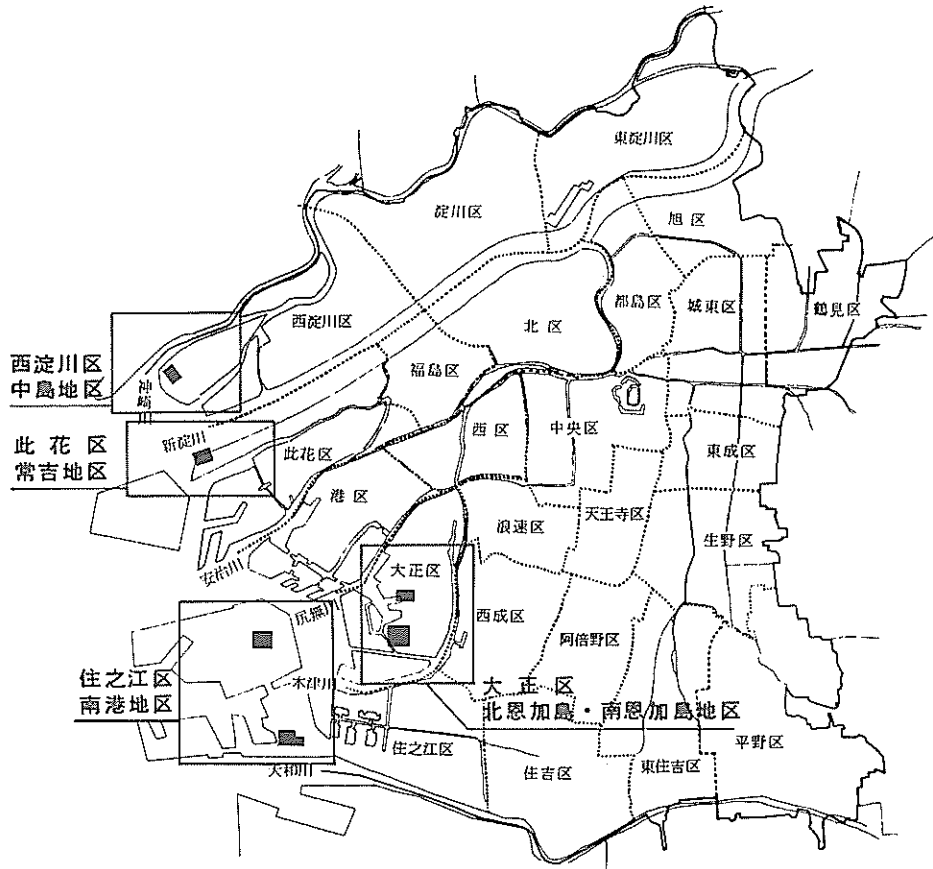 東淀川区
淀川区
旭区
西淀川区
北区
都島区
城東区
鶴見区
西淀川区
中島地区
神崎
福島区
此花区
常吉地区
新淀川
此花区
西区
中央区
東成区
港区
浪速区
天王寺区
生野区
安治川
大正区
尻無川
西成区
阿倍野区
住之江区
南港地区
木津川
大正区
北恩加島・南恩加島地区
住之江区
平野区
大和川
住吉区
東住吉区